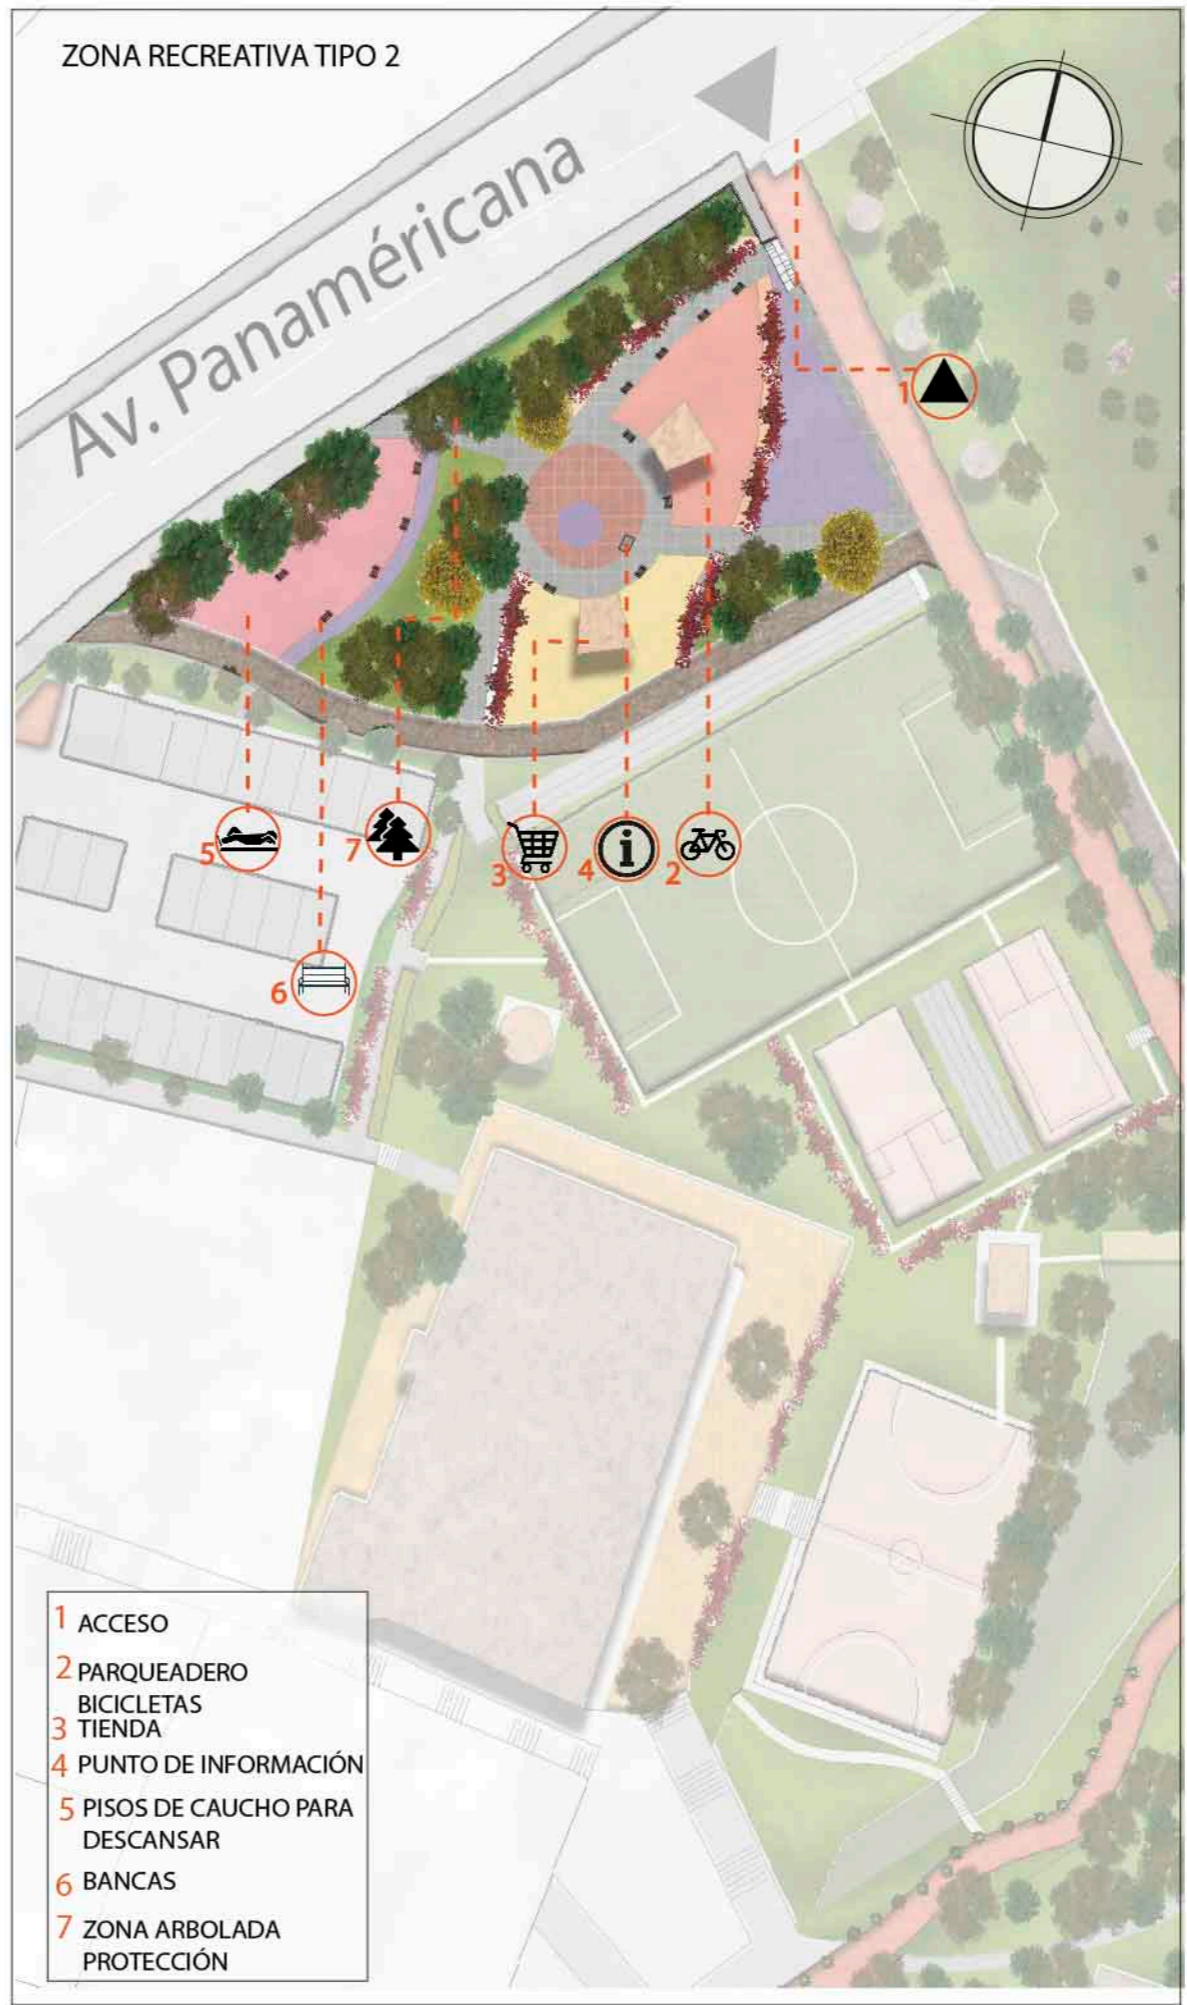 ZONA RECREATIVA TIPO 2
Av. Panaméricana
1
5
7
3
4
i
2
6
1 ACCESO
2 PARQUEADERO
BICICLETAS
3 TIENDA
4 PUNTO DE INFORMACIÓN
5 PISOS DE CAUCHO PARA
DESCANSAR
6 BANCAS
7 ZONA ARBOLADA
PROTECCIÓN